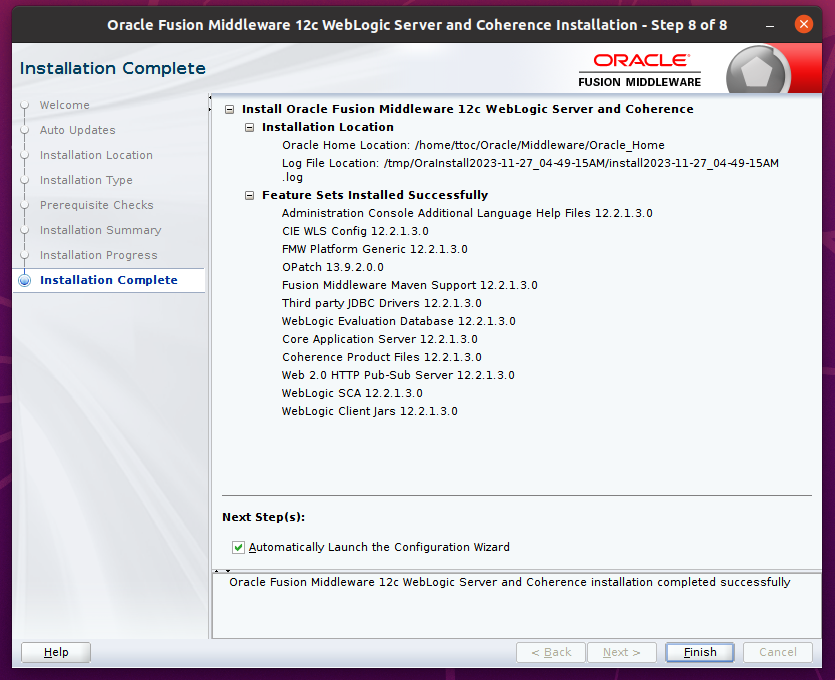 Oracle Fusion Middleware 12c WebLogic Server and Coherence Installation - Step 8 of 8
Installation Complete
ORACLE
FUSION MIDDLEWARE
Welcome
Auto Updates
Installation Location
Installation Type
Prerequisite Checks
Installation Summary
Installation Progress
Installation Complete
Install Oracle Fusion Middleware 12c WebLogic Server and Coherence
Installation Location
Oracle Home Location: /home/ttoc/Oracle/Middleware/Oracle_Home
Log File Location: /tmp/OraInstall2023-11-27_04-49-15AM/install2023-11-27_04-49-15AM
.log
Feature Sets Installed Successfully
Administration Console Additional Language Help Files 12.2.1.3.0
CIE WLS Config 12.2.1.3.0
FMW Platform Generic 12.2.1.3.0
OPatch 13.9.2.0.0
Fusion Middleware Maven Support 12.2.1.3.0
Third party JDBC Drivers 12.2.1.3.0
WebLogic Evaluation Database 12.2.1.3.0
Core Application Server 12.2.1.3.0
Coherence Product Files 12.2.1.3.0
Web 2.0 HTTP Pub-Sub Server 12.2.1.3.0
WebLogic SCA 12.2.1.3.0
WebLogic Client Jars 12.2.1.3.0
Next Step(s):
Automatically Launch the Configuration Wizard
Oracle Fusion Middleware 12c WebLogic Server and Coherence installation completed successfully
Help
< Back
Next >
Finish
Cancel